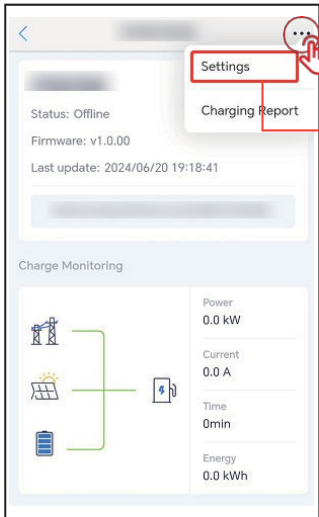 Settings
Charging Report
Status: Offline
Firmware: v1.0.00
Last update: 2024/06/20 19:18:41
Charge Monitoring
Power
0.0 kW
Current
0.0 A
Time
0min
Energy
0.0 kWh